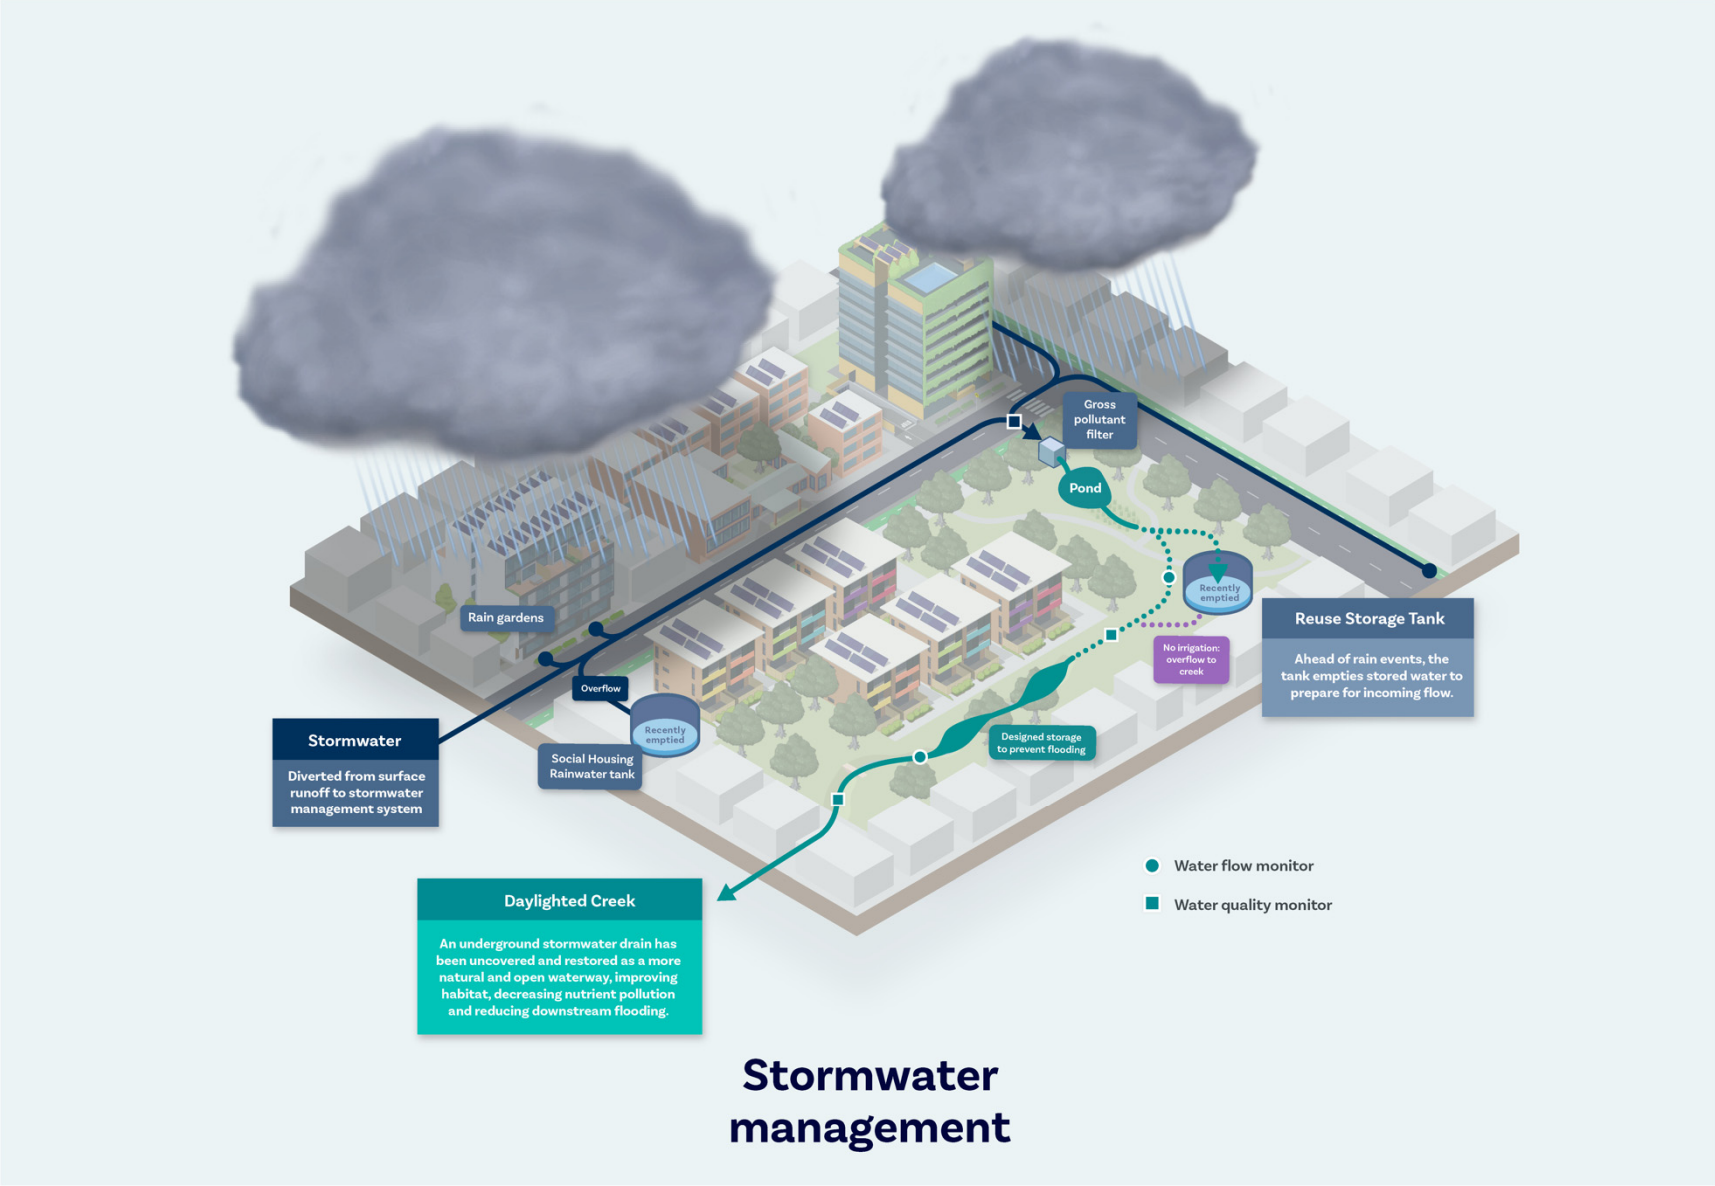 Gross
pollutant
filter
Pond
Recently
emptied
Rain gardens
Reuse Storage Tank
Ahead of rain events, the
tank empties stored water to
prepare for incoming flow.
No irrigation:
overflow to
creek
Overflow
Recently
emptied
Social Housing
Rainwater tank
Designed storage
to prevent flooding
Stormwater
Diverted from surface
runoff to stormwater
management system
Water flow monitor
Water quality monitor
Daylighted Creek
An underground stormwater drain has
been uncovered and restored as a more
natural and open waterway, improving
habitat, decreasing nutrient pollution
and reducing downstream flooding.
Stormwater
management